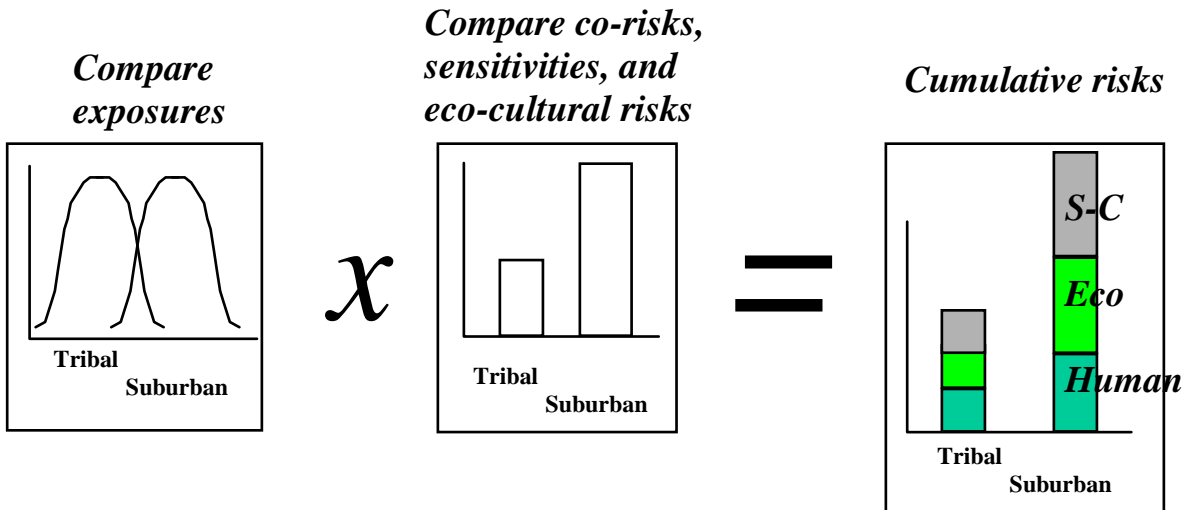 Compare
exposures
Compare co-risks,
sensitivities, and
eco-cultural risks
Cumulative risks
Tribal
Suburban
x
Tribal
Suburban
=
S-C
Eco
Human
Tribal
Suburban